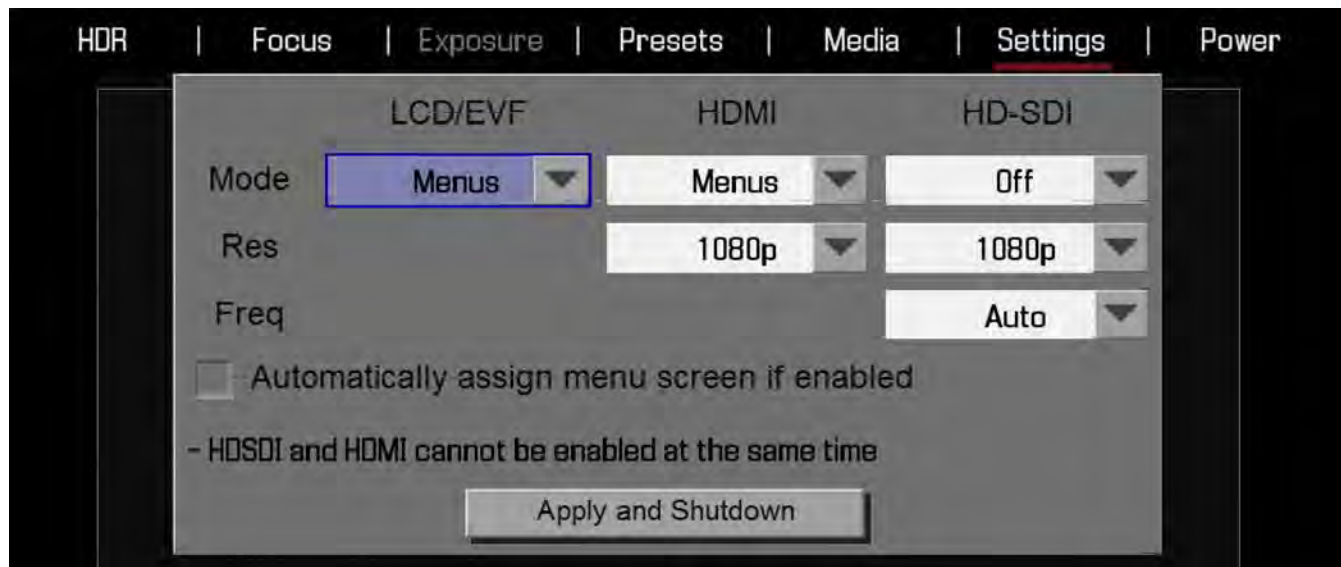 HDR | Focus | Exposure | Presets | Media | Settings | Power
LCD/EVF HDMI HD-SDI
Mode Menus Menus Off
Res 1080p 1080p
Freq Auto
Automatically assign menu screen if enabled
- HDSDI and HDMI cannot be enabled at the same time
Apply and Shutdown